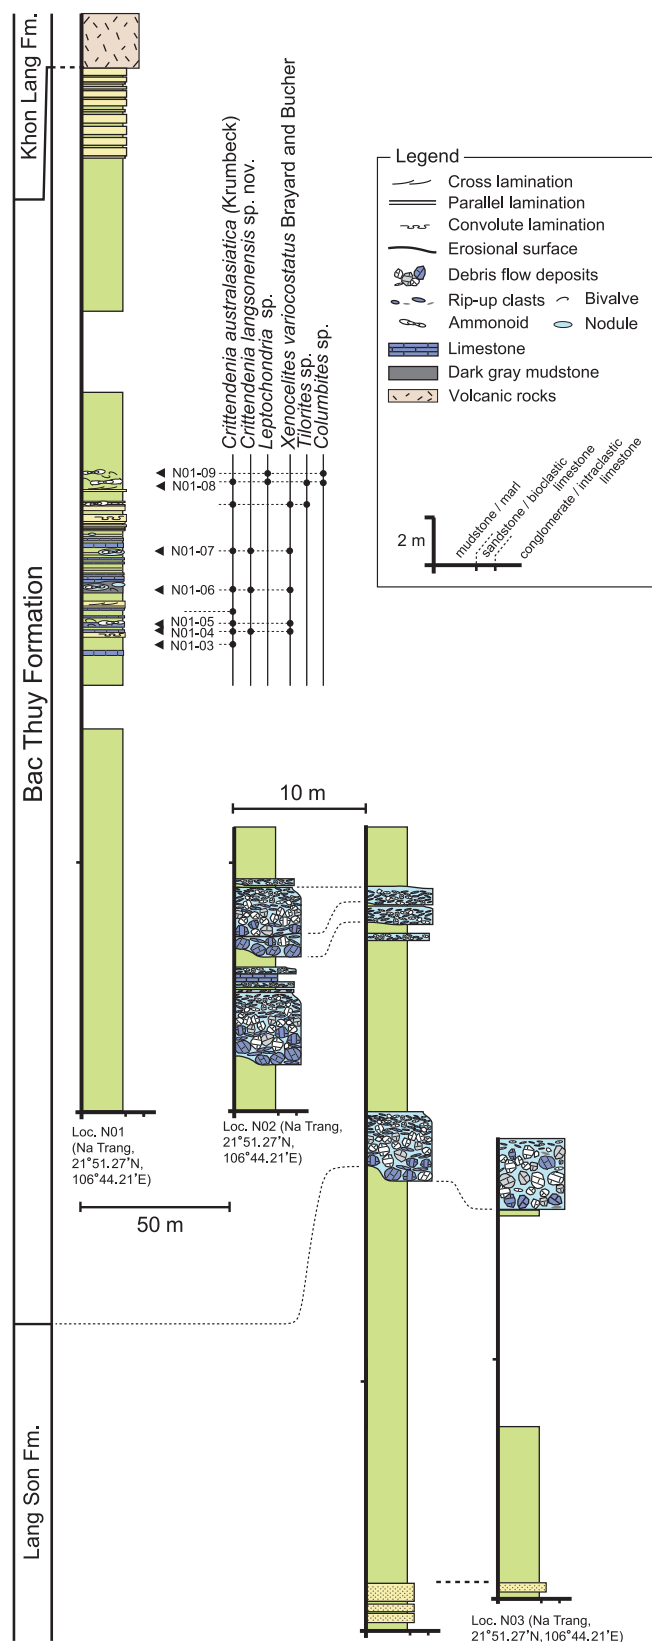 Khon Lang Fm.
Bac Thuy Formation
Lang Son Fm.
Crittendenia australasiatica (Krumbeck)
Crittendenia langsonensis sp. nov.
Leptochondria sp.
Xenocelites variocostatus Brayard and Bucher
Tilorites sp.
Columbites sp.
N01-09
N01-08
N01-07
N01-06
N01-05
N01-04
N01-03
Legend
Cross lamination
Parallel lamination
Convolute lamination
Erosional surface
Debris flow deposits
Rip-up clasts
Bivalve
Ammonoid
Nodule
Limestone
Dark gray mudstone
Volcanic rocks
2 m
mudstone / marl
sandstone / bioclastic
limestone
conglomerate / intraclastic
limestone
10 m
Loc. N01
(Na Trang,
21°51.27'N,
106°44.21'E)
Loc. N02 (Na Trang,
21°51.27'N,
106°44.21'E)
50 m
Loc. N03 (Na Trang,
21°51.27'N, 106°44.21'E)